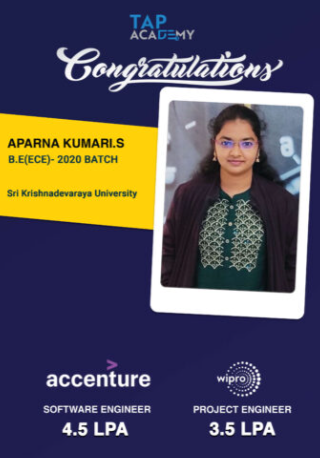 TAP
ACADEMY
Congratulations
APARNA KUMARI.S
B.E(ECE)- 2020 BATCH
Sri Krishnadevaraya University
accenture
wipro
SOFTWARE ENGINEER
PROJECT ENGINEER
4.5 LPA
3.5 LPA